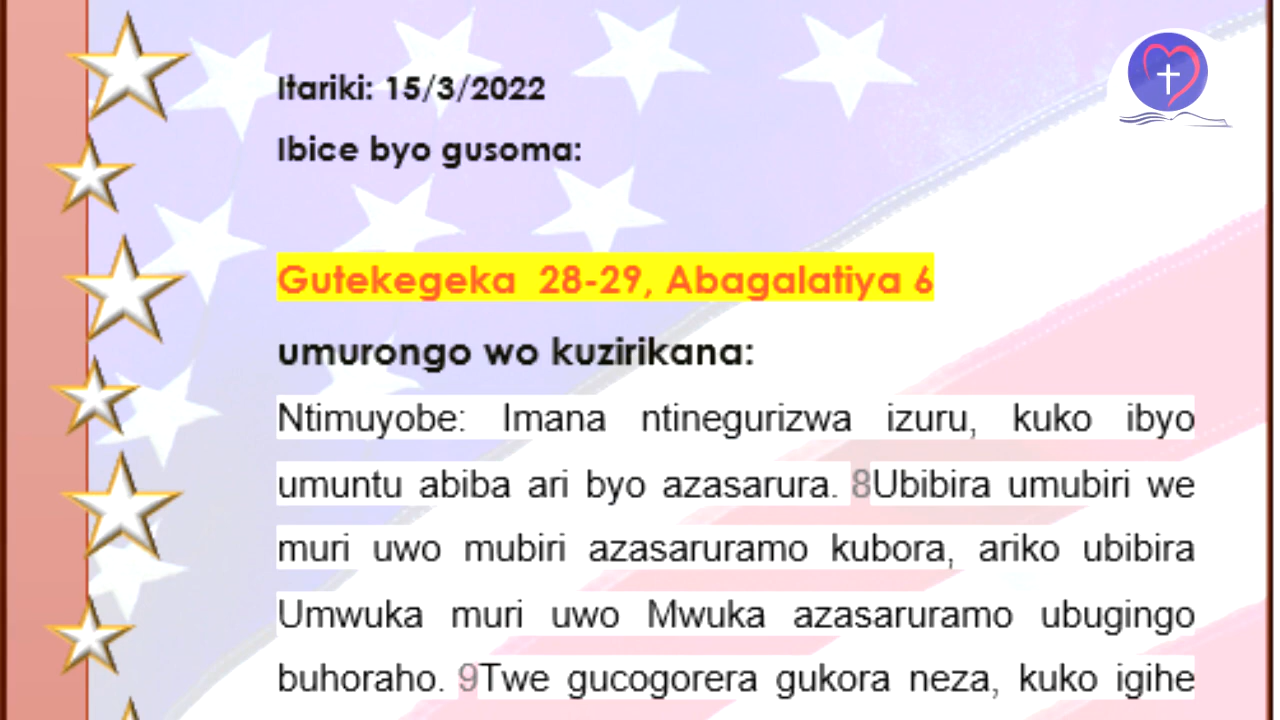 Itariki: 15/3/2022
Ibice byo gusoma:
Gutekegeka 28-29, Abagalatiya 6
umurongo wo kuzirikana:
Ntimuyobe: Imana ntinegurizwa izuru, kuko ibyo
umuntu abiba ari byo azasarura. 8Ubibira umubiri we
muri uwo mubiri azasaruramo kubora, ariko ubibira
Umwuka muri uwo Mwuka azasaruramo ubugingo
buhoraho. 9Twe gucogorera gukora neza, kuko igihe